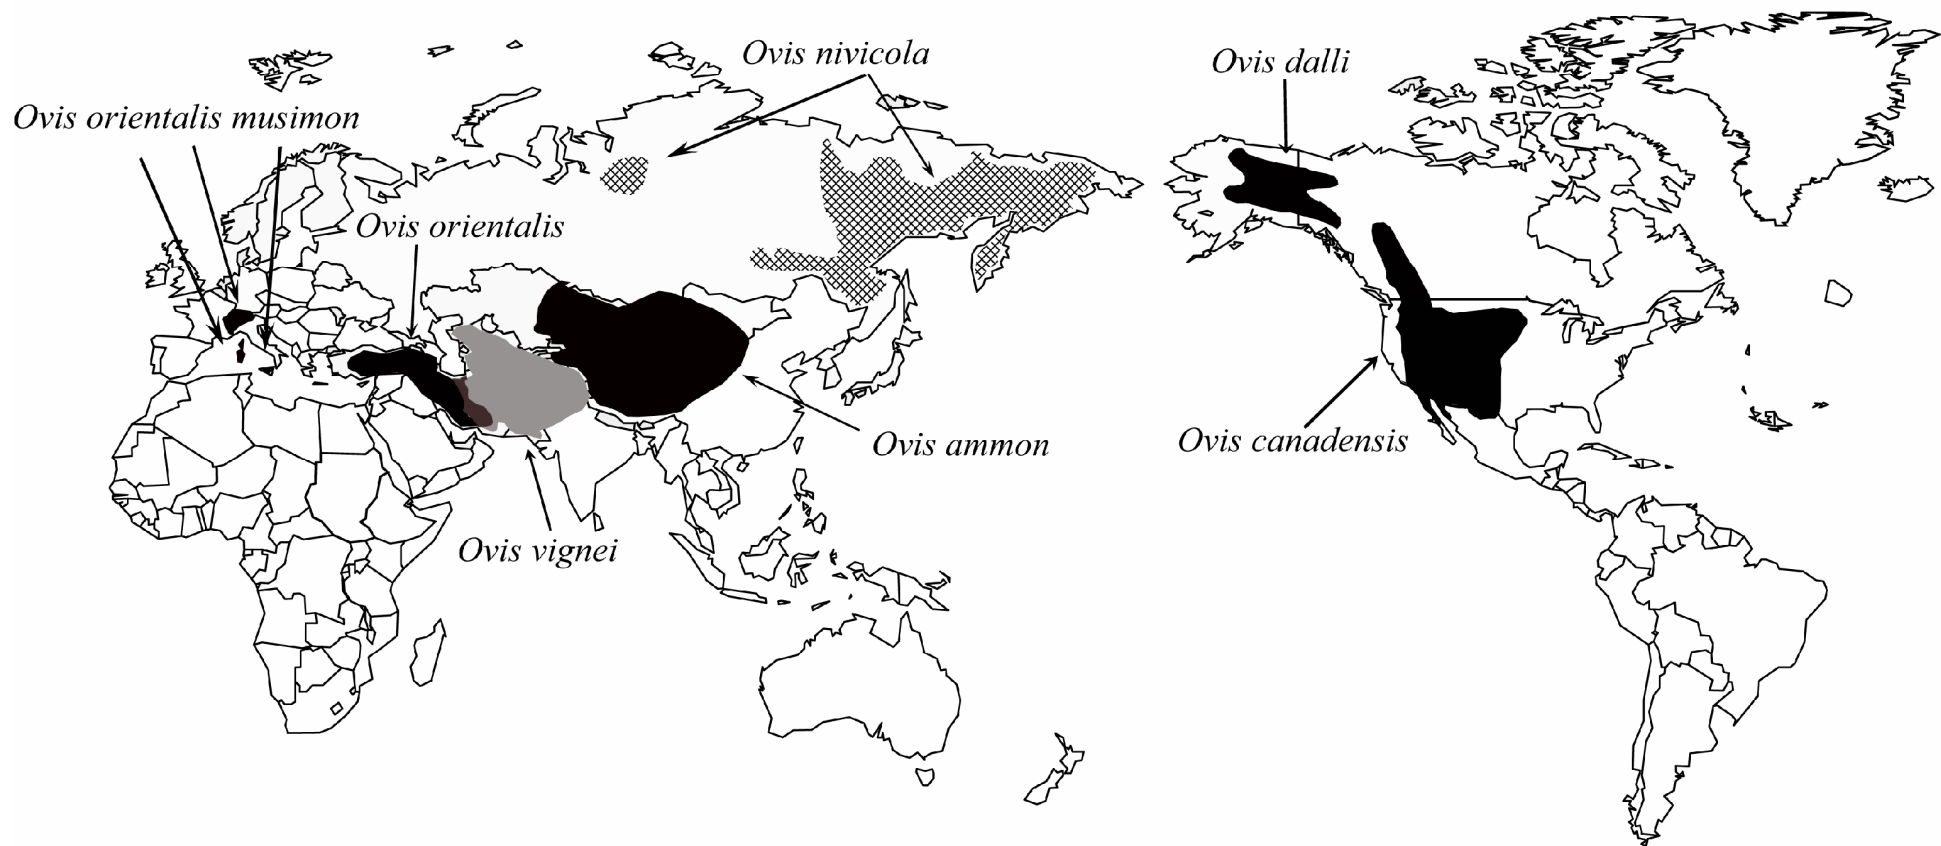 Ovis nivicola
Ovis dalli
Ovis orientalis musimon
Ovis orientalis
Ovis ammon
Ovis canadensis
Ovis vignei